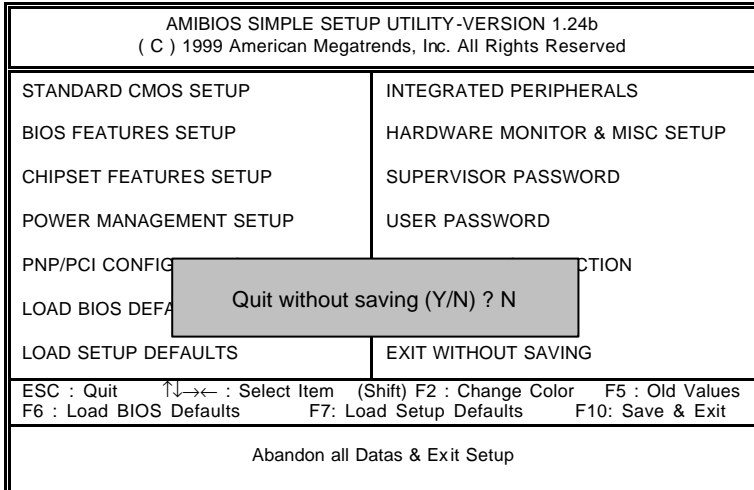 AMIBIOS SIMPLE SETUP UTILITY-VERSION 1.24b
( C ) 1999 American Megatrends, Inc. All Rights Reserved
STANDARD CMOS SETUP
BIOS FEATURES SETUP
CHIPSET FEATURES SETUP
POWER MANAGEMENT SETUP
PNP/PCI
LOAD BIOS
LOAD SETUP DEFAULTS
INTEGRATED PERIPHERALS
HARDWARE MONITOR & MISC SETUP
SUPERVISOR PASSWORD
USER PASSWORD
EXIT WITHOUT SAVING
Quit without saving (Y/N) ? N
ESC : Quit ↑↓→← : Select Item (Shift) F2 : Change Color F5 : Old Values
F6 : Load BIOS Defaults F7: Load Setup Defaults F10: Save & Exit
Abandon all Datas & Exit Setup